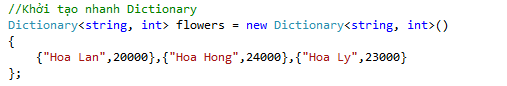 //Khởi tạo nhanh Dictionary
Dictionary<string, int> flowers = new Dictionary<string, int>()
{
    {"Hoa Lan",20000},{"Hoa Hong",24000},{"Hoa Ly",23000}
};